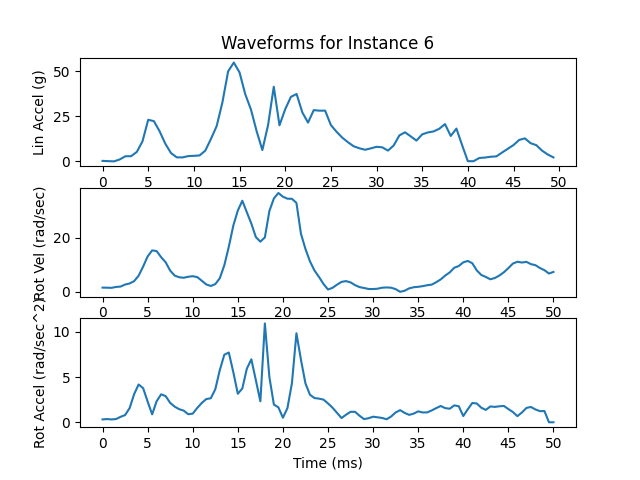 Waveforms for Instance 6
Lin Accel (g)
50
25
0
0 5 10 15 20 25 30 35 40 45 50
Rot Vel (rad/sec)
20
0
0 5 10 15 20 25 30 35 40 45 50
Rot Accel (rad/sec^2)
10
5
0
0 5 10 15 20 25 30 35 40 45 50
Time (ms)